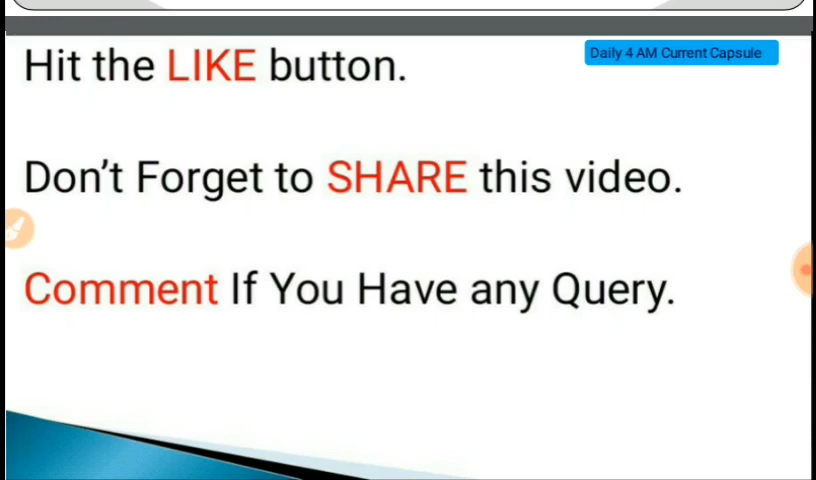 Daily 4 AM Current Capsule
Hit the LIKE button.
Don't Forget to SHARE this video.
Comment If You Have any Query.